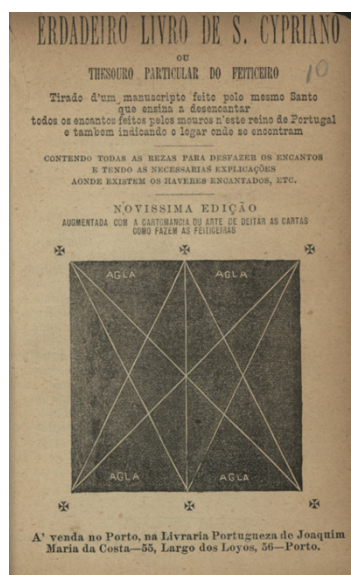 ERDADEIRO LIVRO DE S. CYPRIANO
OU
THESOURO PARTICULAR DO FEITICEIRO
10
Tirado d'um manuscripto feito pelo mesmo Santo
que ensina a desencantar
todos os encantos feitos pelos mouros n'este reino de Portugal
e tambem indicando o logar onde se encontram
CONTENDO TODAS AS REZAS PARA DESFAZER OS ENCANTOS
E TENDO AS NECESSARIAS EXPLICAÇÕES
AONDE EXISTEM OS HAVERES ENCANTADOS, ETC.
NOVISSIMA EDIÇÃO
AUGMENTADA COM A CARTOMANCIA OU ARTE DE DEITAR AS CARTAS
COMO FAZEM AS FEITICEIRAS
AGLA AGLA
AGLA AGLA
A' venda no Porto, na Livraria Portugueza de Joaquim
Maria da Costa—55, Largo dos Loyos, 56—Porto.